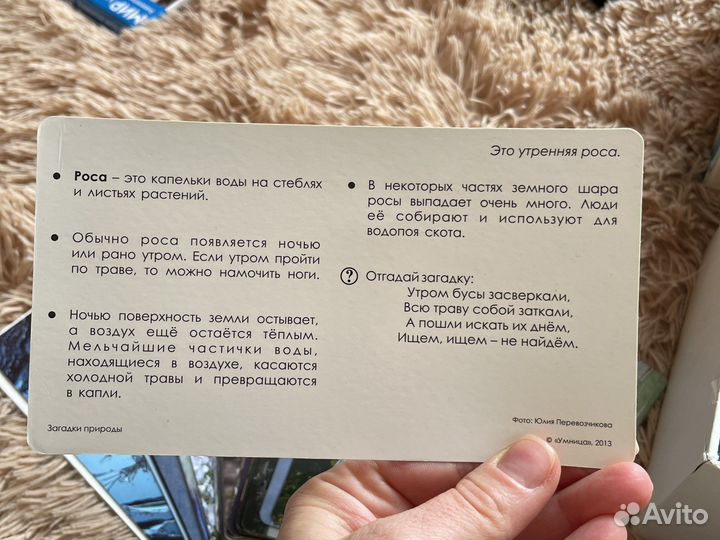 МИР
Это утренняя роса.
• Роса – это капельки воды на стеблях
и листьях растений.
• Обычно роса появляется ночью
или рано утром. Если утром пройти
по траве, то можно намочить ноги.
• Ночью поверхность земли остывает,
а воздух ещё остаётся тёплым.
Мельчайшие частички воды,
находящиеся в воздухе, касаются
холодной травы и превращаются
в капли.
• В некоторых частях земного шара
росы выпадает очень много. Люди
её собирают и используют для
водопоя скота.
? Отгадай загадку:
Утром бусы засверкали,
Всю траву собой заткали,
А пошли искать их днём,
Ищем, ищем – не найдём.
Загадки природы
Фото: Юлия Перевозчикова
© «Умница», 2013
Avito